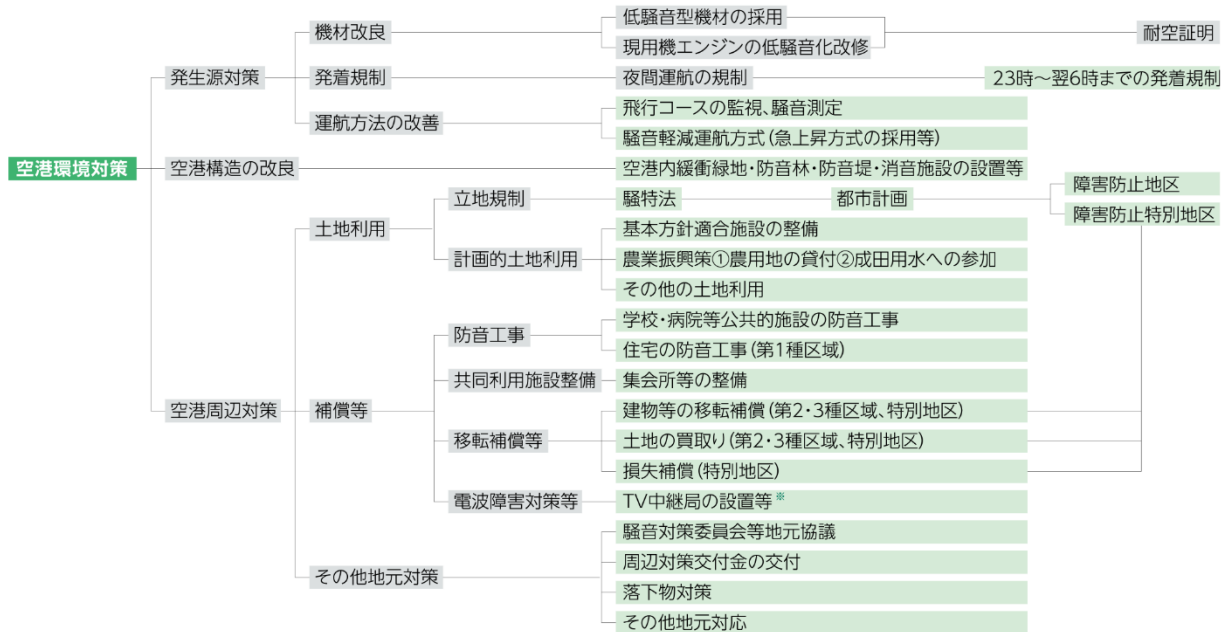 低騒音型機材の採用
機材改良
耐空証明
現用機エンジンの低騒音化改修
発生源対策
発着規制
夜間運航の規制
23時～翌6時までの発着規制
飛行コースの監視、騒音測定
運航方法の改善
騒音軽減運航方式(急上昇方式の採用等)
空港環境対策
空港構造の改良
空港内緩衝緑地・防音林・防音堤・消音施設の設置等
障害防止地区
立地規制
騒特法
都市計画
障害防止特別地区
土地利用
基本方針適合施設の整備
計画的土地利用
農業振興策①農用地の貸付②成田用水への参加
その他の土地利用
学校・病院等公共的施設の防音工事
防音工事
住宅の防音工事(第1種区域)
共同利用施設整備
集会所等の整備
空港周辺対策
補償等
建物等の移転補償(第2・3種区域、特別地区)
移転補償等
土地の買取り(第2・3種区域、特別地区)
損失補償(特別地区)
電波障害対策等
TV中継局の設置等※
騒音対策委員会等地元協議
周辺対策交付金の交付
その他地元対策
落下物対策
その他地元対応